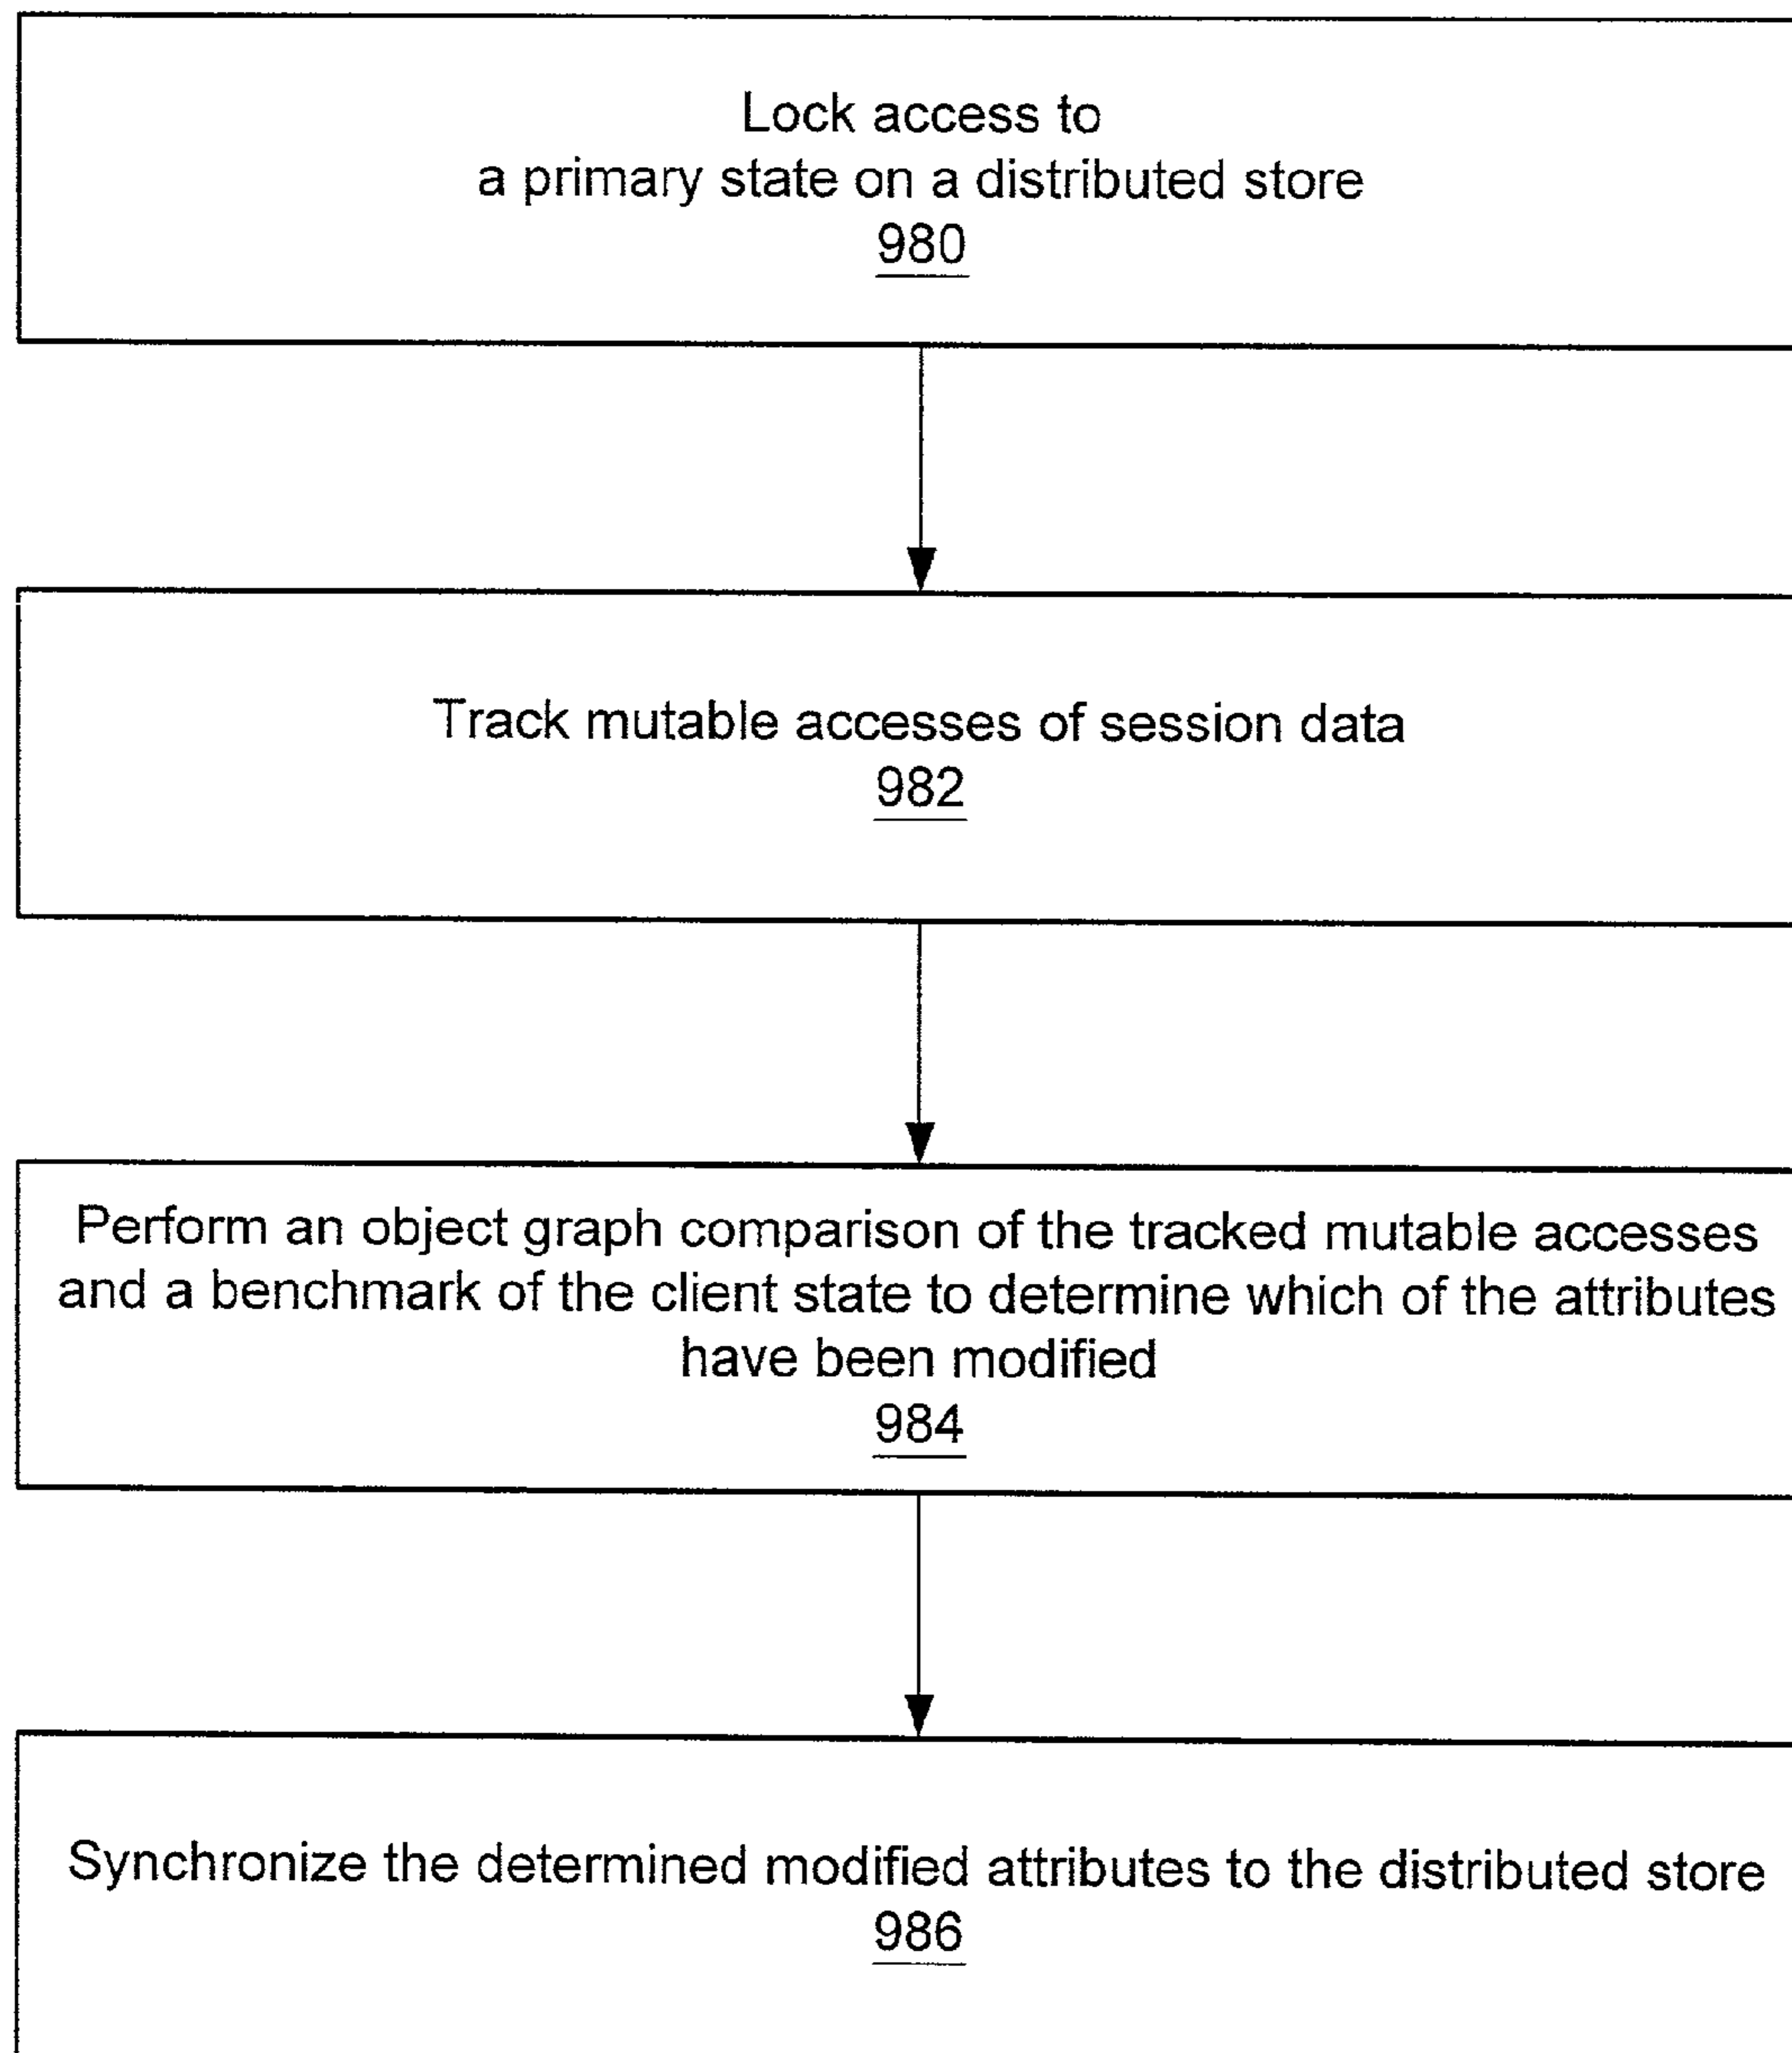 Lock access to
a primary state on a distributed store
980
Track mutable accesses of session data
982
Perform an object graph comparison of the tracked mutable accesses
and a benchmark of the client state to determine which of the attributes
have been modified
984
Synchronize the determined modified attributes to the distributed store
986